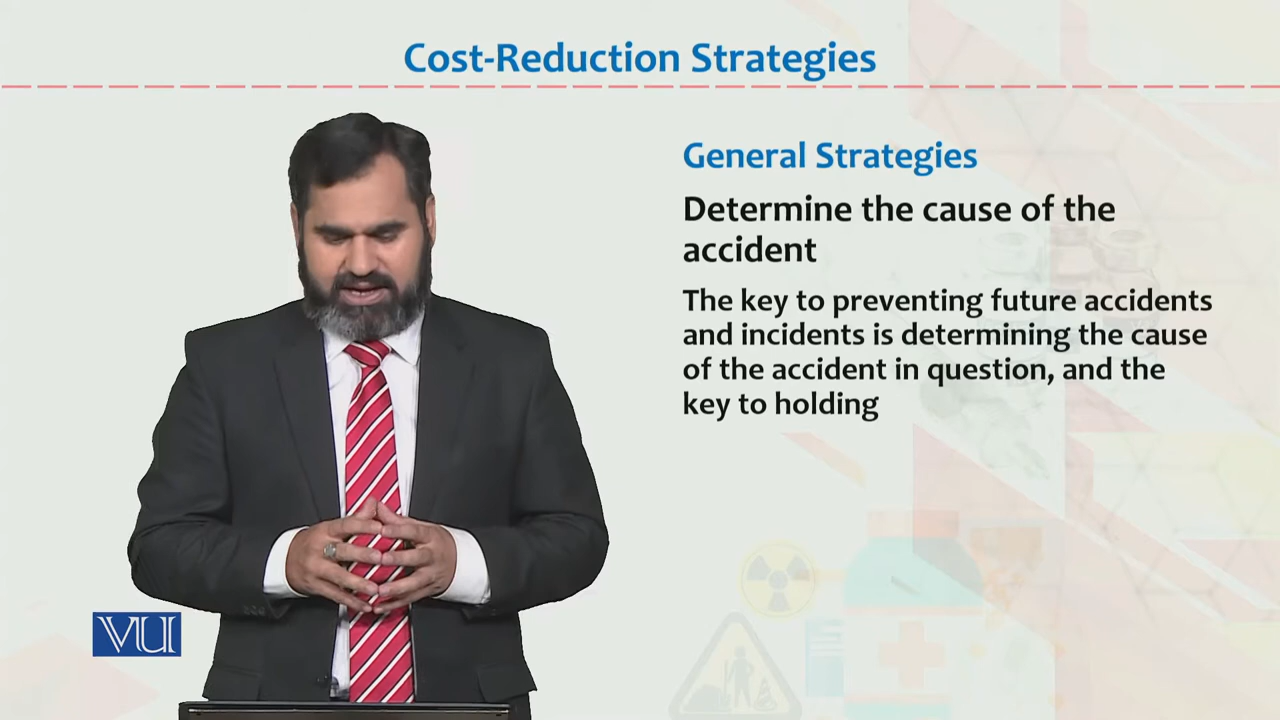 Cost-Reduction Strategies
General Strategies
Determine the cause of the
accident
The key to preventing future accidents
and incidents is determining the cause
of the accident in question, and the
key to holding
VU